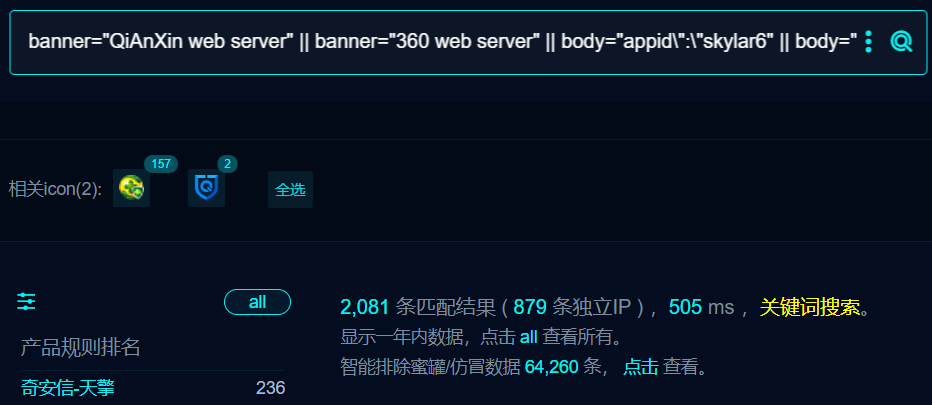 banner="QiAnXin web server" || banner="360 web server" || body="appid\":\"skylar6" || body="
157
2
相关icon(2):
全选
all
2,081 条匹配结果 ( 879 条独立IP ) ，505 ms ，关键词搜索。
显示一年内数据，点击 all 查看所有。
产品规则排名
智能排除蜜罐/仿冒数据 64,260 条， 点击 查看。
奇安信-天擎 236